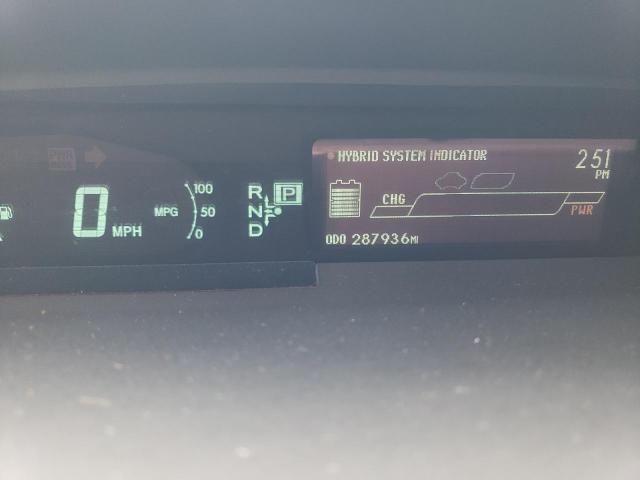 HYBRID SYSTEM INDICATOR
2:51
PM
0 MPH
MPG
100
50
0
R
P
N
D
CHG
PWR
ODO 287936MI